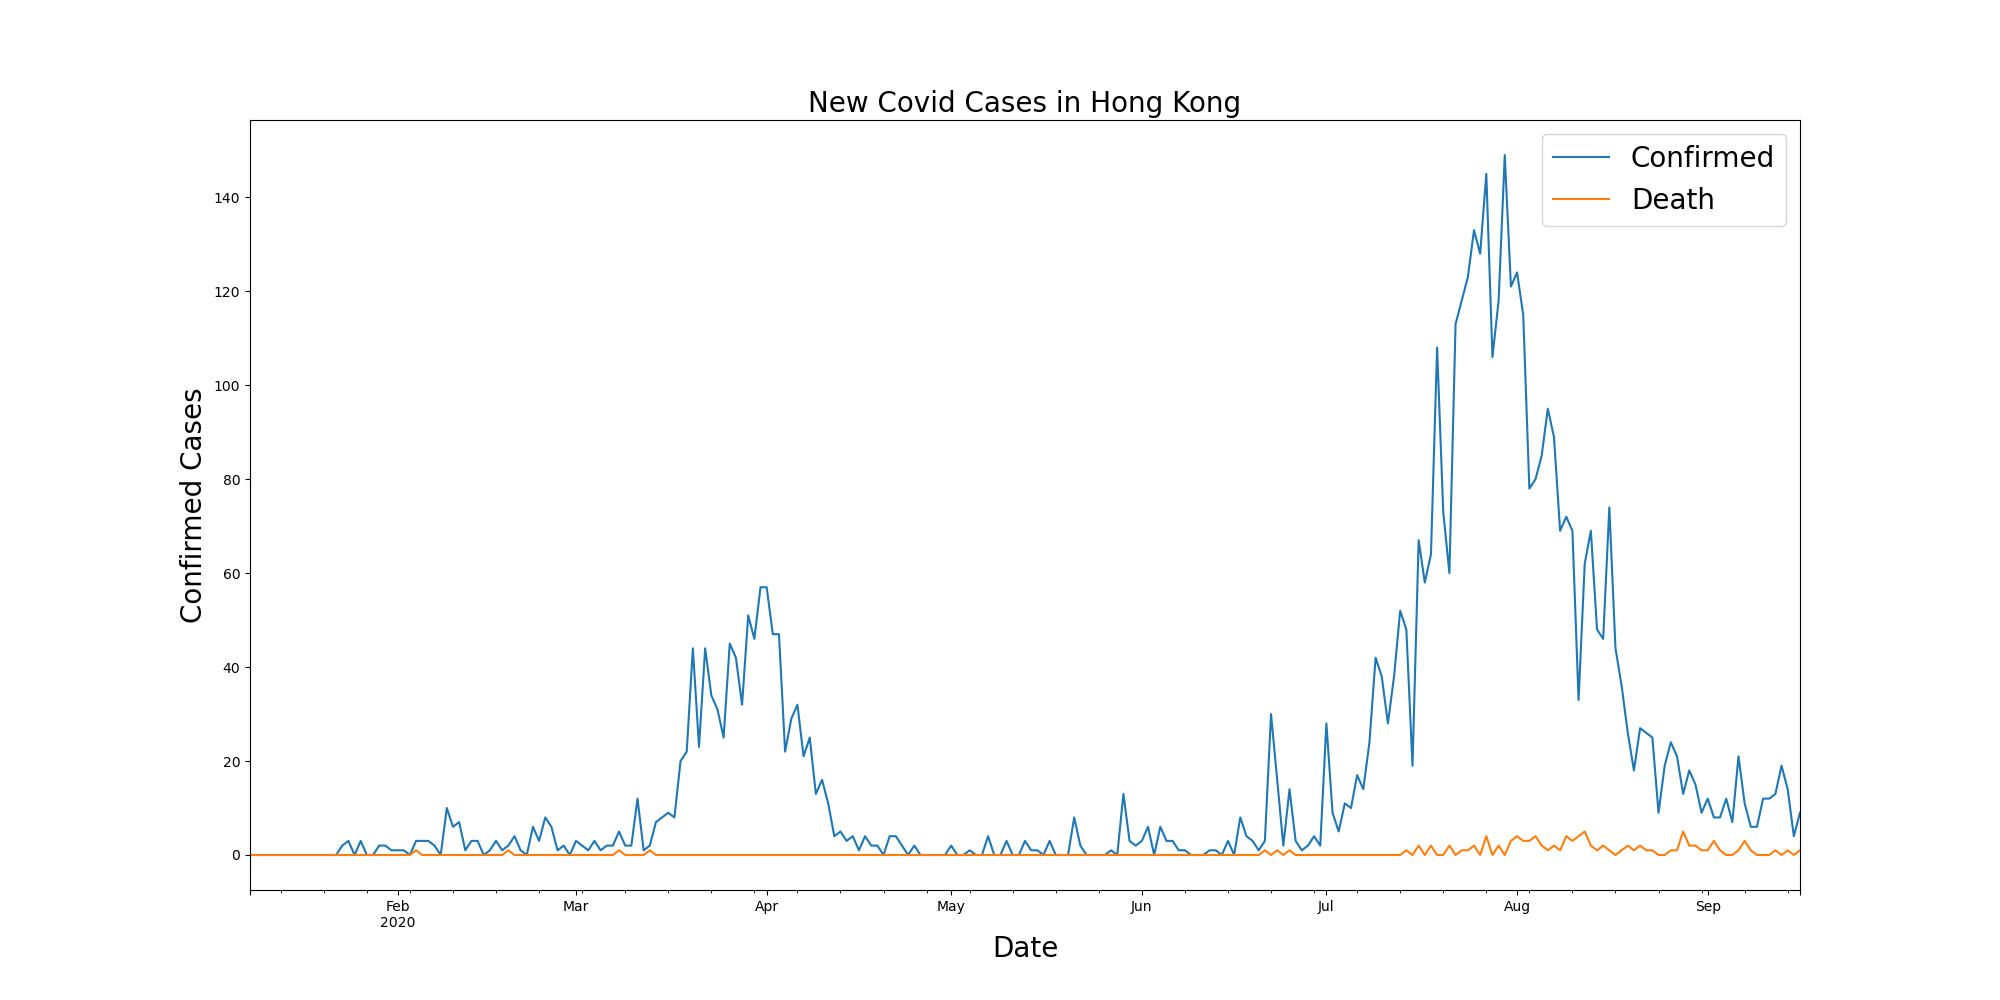 New Covid Cases in Hong Kong
Confirmed
Death
Confirmed Cases
140
120
100
80
60
40
20
0
Feb Mar Apr May Jun Jul Aug Sep
2020
Date